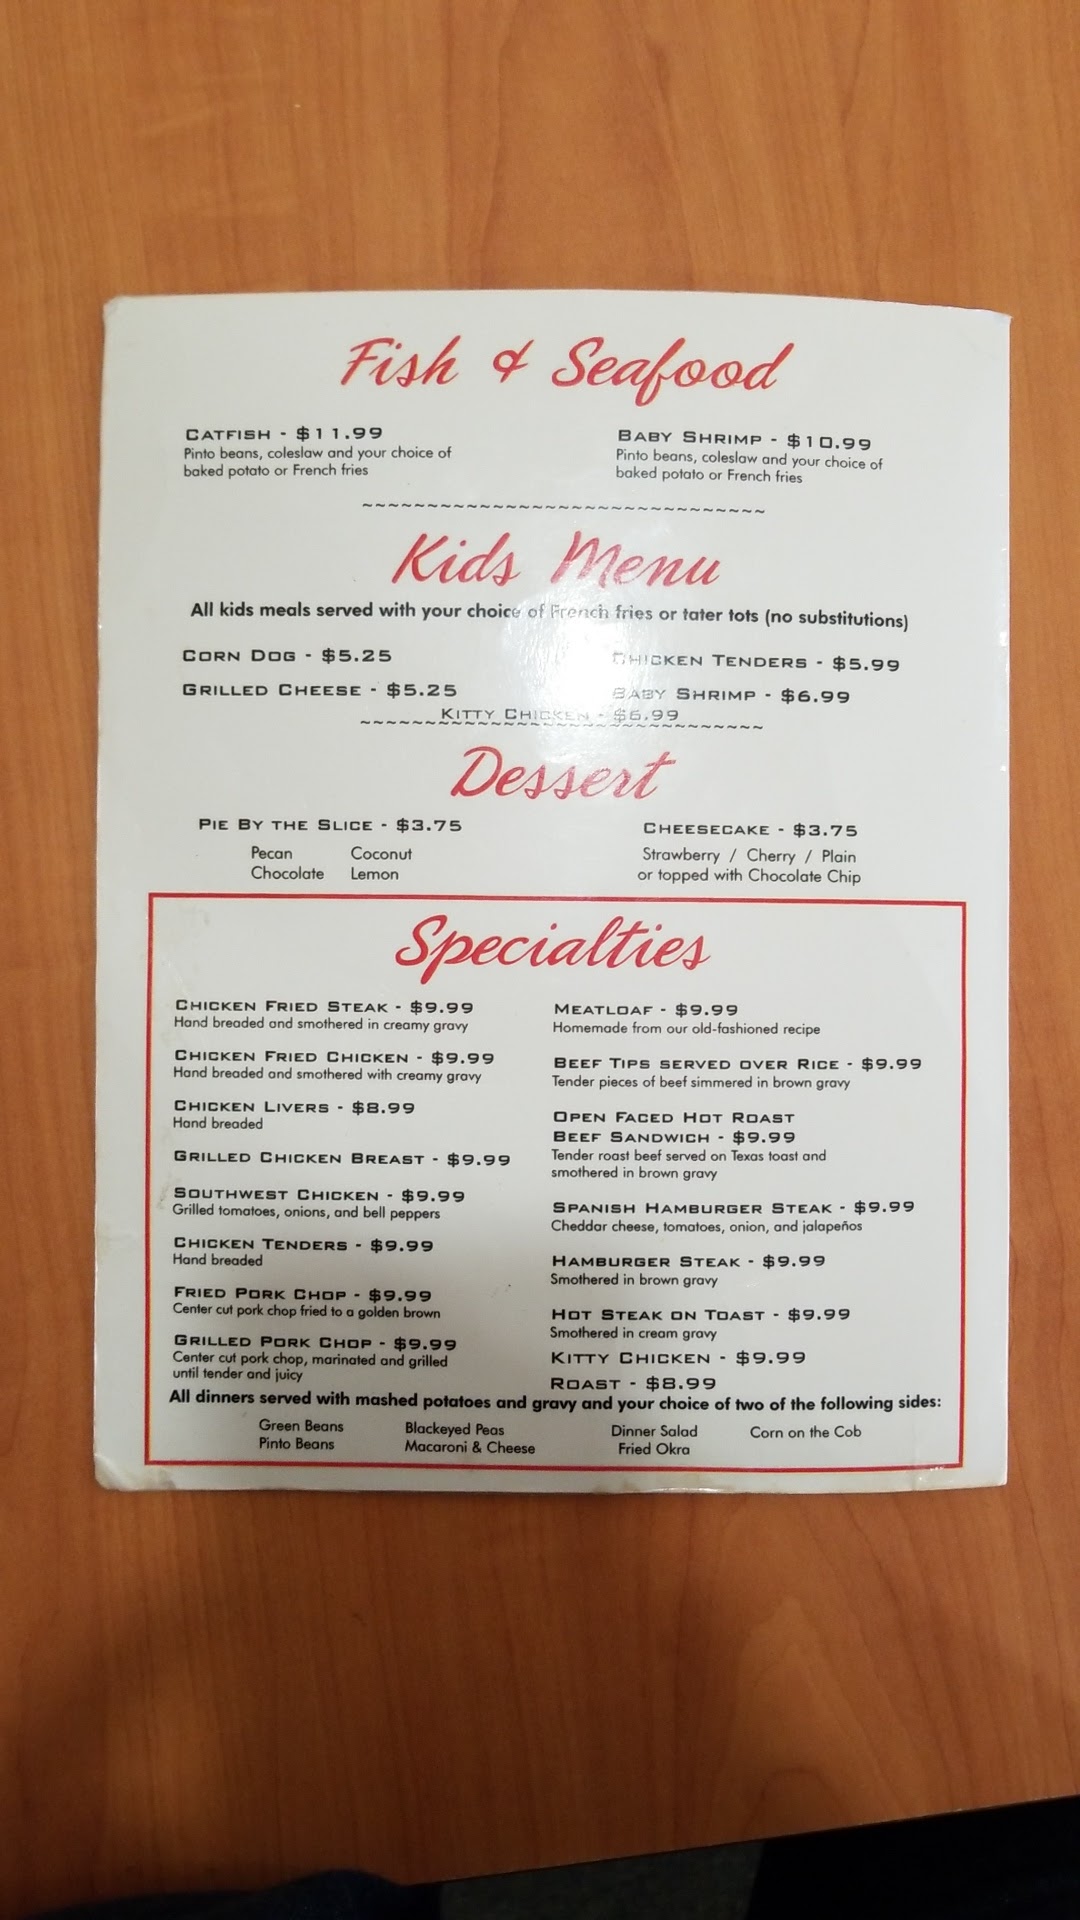 Fish & Seafood
Catfish - $11.99
Pinto beans, coleslaw and your choice of
baked potato or French fries
Baby Shrimp - $10.99
Pinto beans, coleslaw and your choice of
baked potato or French fries
~~~~~~~~~~~~~~~~~~~~~~~~~~~~~~~
Kids Menu
All kids meals served with your choice of French fries or tater tots (no substitutions)
Corn Dog - $5.25
Chicken Tenders - $5.99
Grilled Cheese - $5.25
Baby Shrimp - $6.99
Kitty Chicken - $6.99
~~~~~~~~~~~~~~~~~~~~~~~~~~~~~~~
Dessert
Pie By the Slice - $3.75
Pecan Coconut
Chocolate Lemon
Cheesecake - $3.75
Strawberry / Cherry / Plain
or topped with Chocolate Chip
Specialties
Chicken Fried Steak - $9.99
Hand breaded and smothered in creamy gravy
Chicken Fried Chicken - $9.99
Hand breaded and smothered with creamy gravy
Chicken Livers - $8.99
Hand breaded
Grilled Chicken Breast - $9.99
Southwest Chicken - $9.99
Grilled tomatoes, onions, and bell peppers
Chicken Tenders - $9.99
Hand breaded
Fried Pork Chop - $9.99
Center cut pork chop fried to a golden brown
Grilled Pork Chop - $9.99
Center cut pork chop, marinated and grilled
until tender and juicy
Meatloaf - $9.99
Homemade from our old-fashioned recipe
Beef Tips served over Rice - $9.99
Tender pieces of beef simmered in brown gravy
Open Faced Hot Roast
Beef Sandwich - $9.99
Tender roast beef served on Texas toast and
smothered in brown gravy
Spanish Hamburger Steak - $9.99
Cheddar cheese, tomatoes, onion, and jalapeños
Hamburger Steak - $9.99
Smothered in brown gravy
Hot Steak on Toast - $9.99
Smothered in cream gravy
Kitty Chicken - $9.99
Roast - $8.99
All dinners served with mashed potatoes and gravy and your choice of two of the following sides:
Green Beans Blackeyed Peas Dinner Salad Corn on the Cob
Pinto Beans Macaroni & Cheese Fried Okra